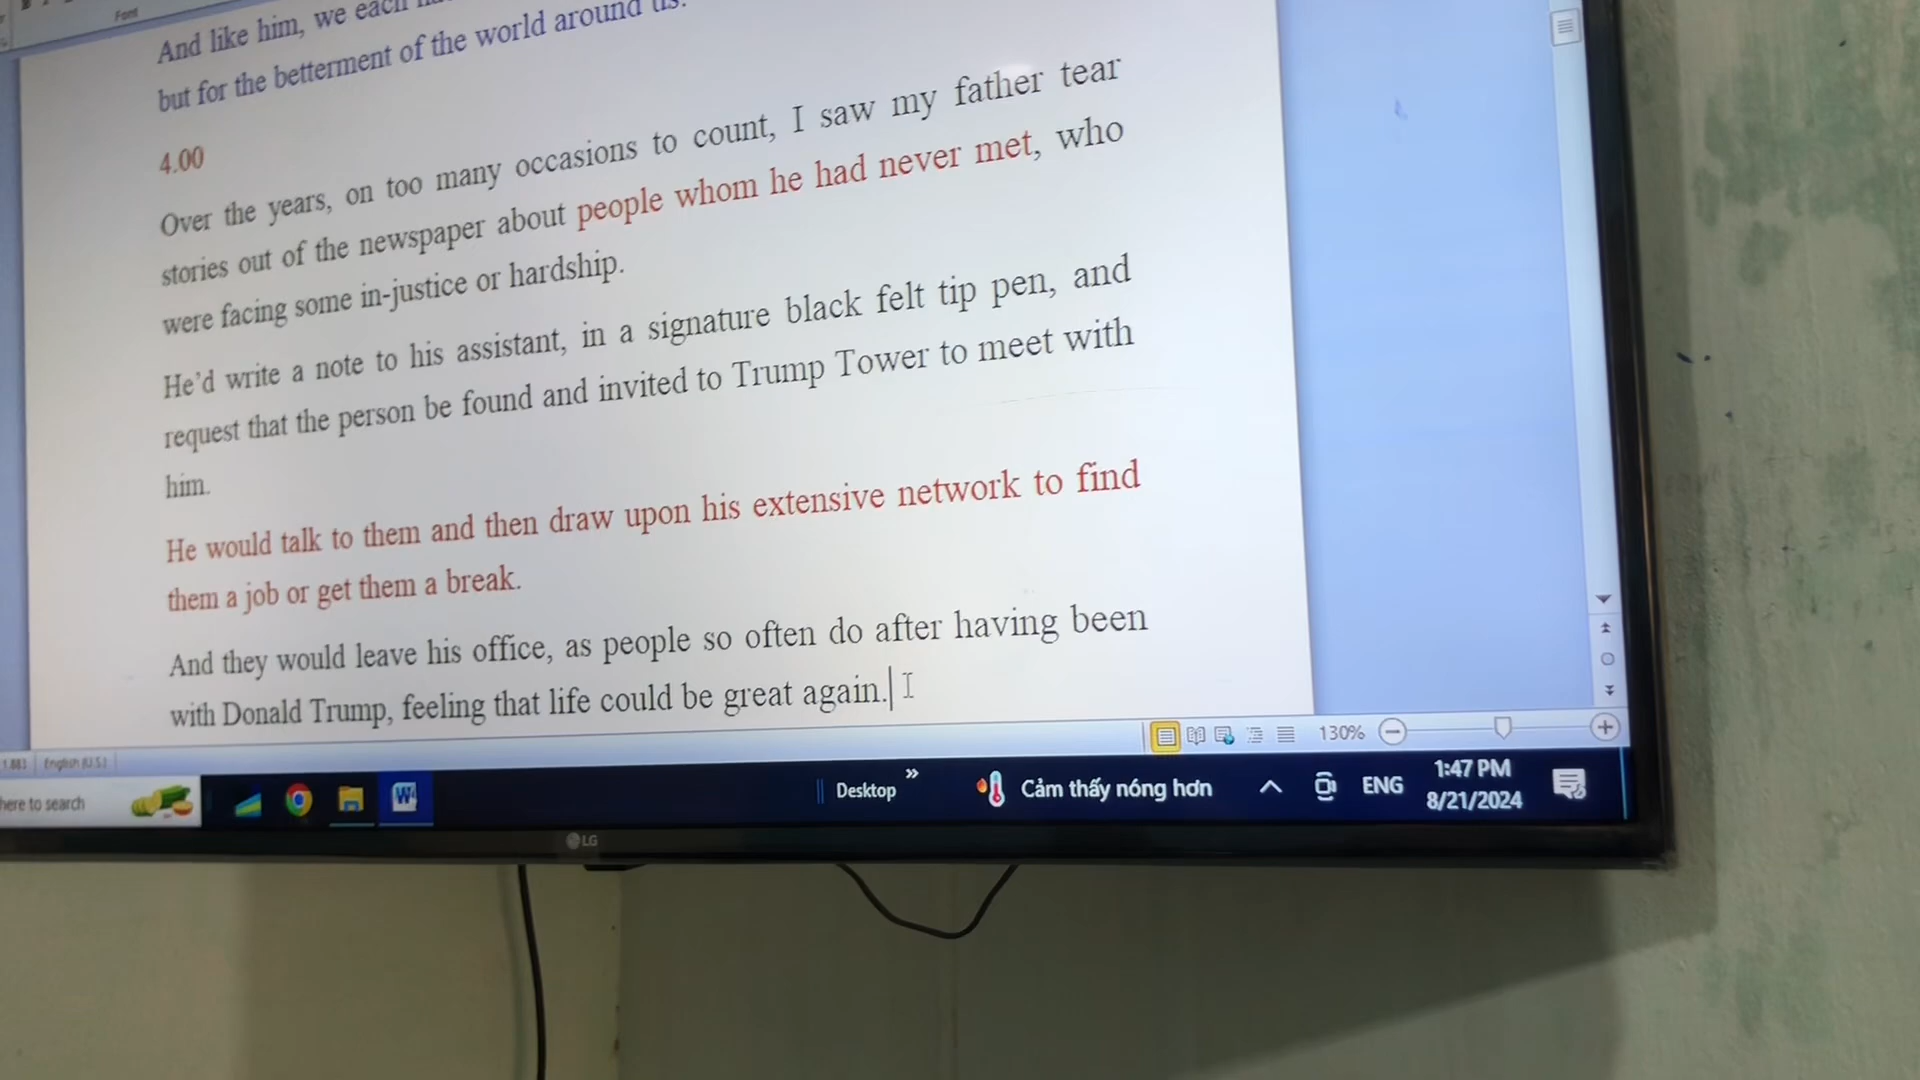 Font
And like him, we each
but for the betterment of the world around us.
4.00
Over the years, on too many occasions to count, I saw my father tear
stories out of the newspaper about people whom he had never met, who
were facing some in-justice or hardship.
He'd write a note to his assistant, in a signature black felt tip pen, and
request that the person be found and invited to Trump Tower to meet with
him.
He would talk to them and then draw upon his extensive network to find
them a job or get them a break.
And they would leave his office, as people so often do after having been
with Donald Trump, feeling that life could be great again.
1.883 English (U.S.) 130%
here to search Desktop Cảm thấy nóng hơn ENG 1:47 PM
8/21/2024
LG